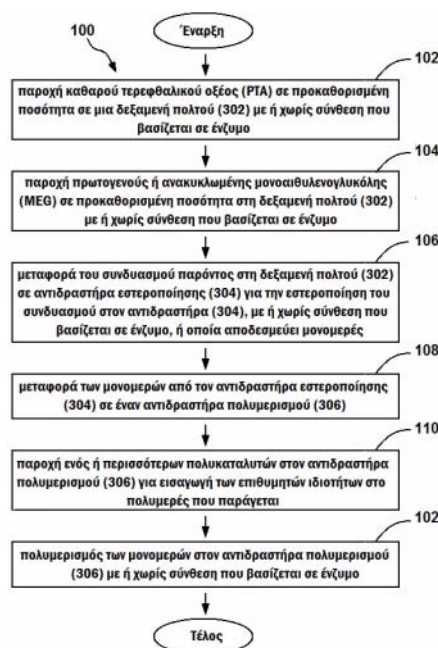 100
Έναρξη
102
παροχή καθαρού τερεφθαλικού οξέος (PTA) σε προκαθορισμένη
ποσότητα σε μια δεξαμενή πολτού (302) με ή χωρίς σύνθεση που
βασίζεται σε ένζυμο
104
παροχή πρωτογενούς ή ανακυκλωμένης μονοαιθυλενογλυκόλης
(MEG) σε προκαθορισμένη ποσότητα στη δεξαμενή πολτού (302)
με ή χωρίς σύνθεση που βασίζεται σε ένζυμο
106
μεταφορά του συνδυασμού παρόντος στη δεξαμενή πολτού (302)
σε αντιδραστήρα εστεροποίησης (304) για την εστεροποίηση του
συνδυασμού στον αντιδραστήρα (304), με ή χωρίς σύνθεση που
βασίζεται σε ένζυμο, ή οποία αποδεσμεύει μονομερές
108
μεταφορά των μονομερών από τον αντιδραστήρα εστεροποίησης
(304) σε έναν αντιδραστήρα πολυμερισμού (306)
110
παροχή ενός ή περισσότερων πολυκαταλυτών στον αντιδραστήρα
πολυμερισμού (306) για εισαγωγή των επιθυμητών ιδιοτήτων στο
πολυμερές που παράγεται
102
πολυμερισμός των μονομερών στον αντιδραστήρα πολυμερισμού
(306) με ή χωρίς σύνθεση που βασίζεται σε ένζυμο
Τέλος